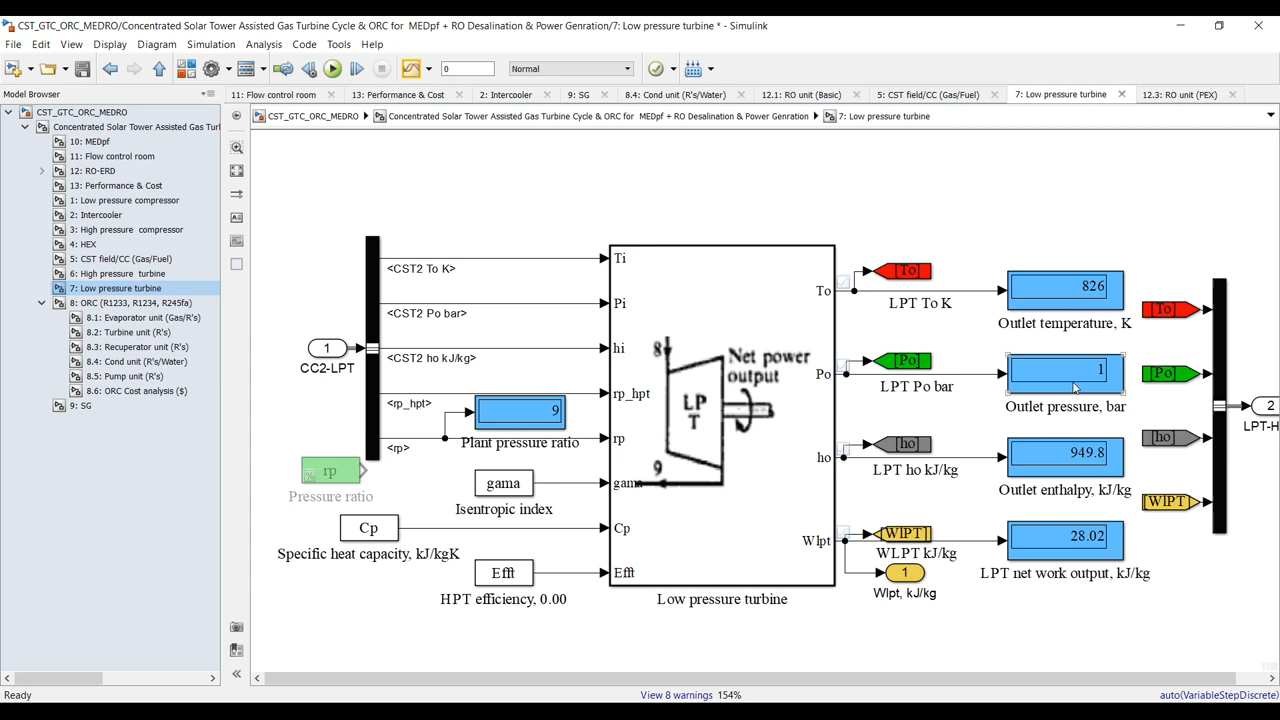 CST_GTC_ORC_MEDRO/Concentrated Solar Tower Assisted Gas Turbine Cycle & ORC for  MEDpf + RO Desalination & Power Genration/7: Low pressure turbine * - Simulink
File Edit View Display Diagram Simulation Analysis Code Tools Help
0 Normal
Model Browser
11: Flow control room 13: Performance & Cost 2: Intercooler 9: SG 8.4: Cond unit (R's/Water) 12.1: RO unit (Basic) 5: CST field/CC (Gas/Fuel) 7: Low pressure turbine 12.3: RO unit (PEX)
CST_GTC_ORC_MEDRO Concentrated Solar Tower Assisted Gas Turbine Cycle & ORC for  MEDpf + RO Desalination & Power Genration 7: Low pressure turbine
CST_GTC_ORC_MEDRO
Concentrated Solar Tower Assisted Gas Tur
10: MEDpf
11: Flow control room
12: RO-ERD
13: Performance & Cost
1: Low pressure compressor
2: Intercooler
3: High pressure  compressor
4: HEX
5: CST field/CC (Gas/Fuel)
6: High pressure  turbine
7: Low pressure turbine
8: ORC (R1233, R1234, R245fa)
8.1: Evaporator unit (Gas/R's)
8.2: Turbine unit (R's)
8.3: Recuperator unit (R's)
8.4: Cond unit (R's/Water)
8.5: Pump unit (R's)
8.6: ORC Cost analysis ($)
9: SG
1
CC2-LPT
<CST2 To K>
<CST2 Po bar>
<CST2 ho kJ/kg>
<rp_hpt>
<rp>
9
Plant pressure ratio
rp
Pressure ratio
gama
Isentropic index
Cp
Specific heat capacity, kJ/kgK
Efft
HPT efficiency, 0.00
Ti
Pi
hi
rp_hpt
rp
gama
Cp
Efft
8
Net power
output
LP
T
9
To
Po
ho
Wlpt
Low pressure turbine
[To]
LPT To K
[Po]
LPT Po bar
[ho]
LPT ho kJ/kg
[WlPT]
WLPT kJ/kg
1
Wlpt, kJ/kg
826
Outlet temperature, K
1
Outlet pressure, bar
949.8
Outlet enthalpy, kJ/kg
28.02
LPT net work output, kJ/kg
[To]
[Po]
[ho]
[WlPT]
2
LPT-H
Ready View 8 warnings 154% auto(VariableStepDiscrete)